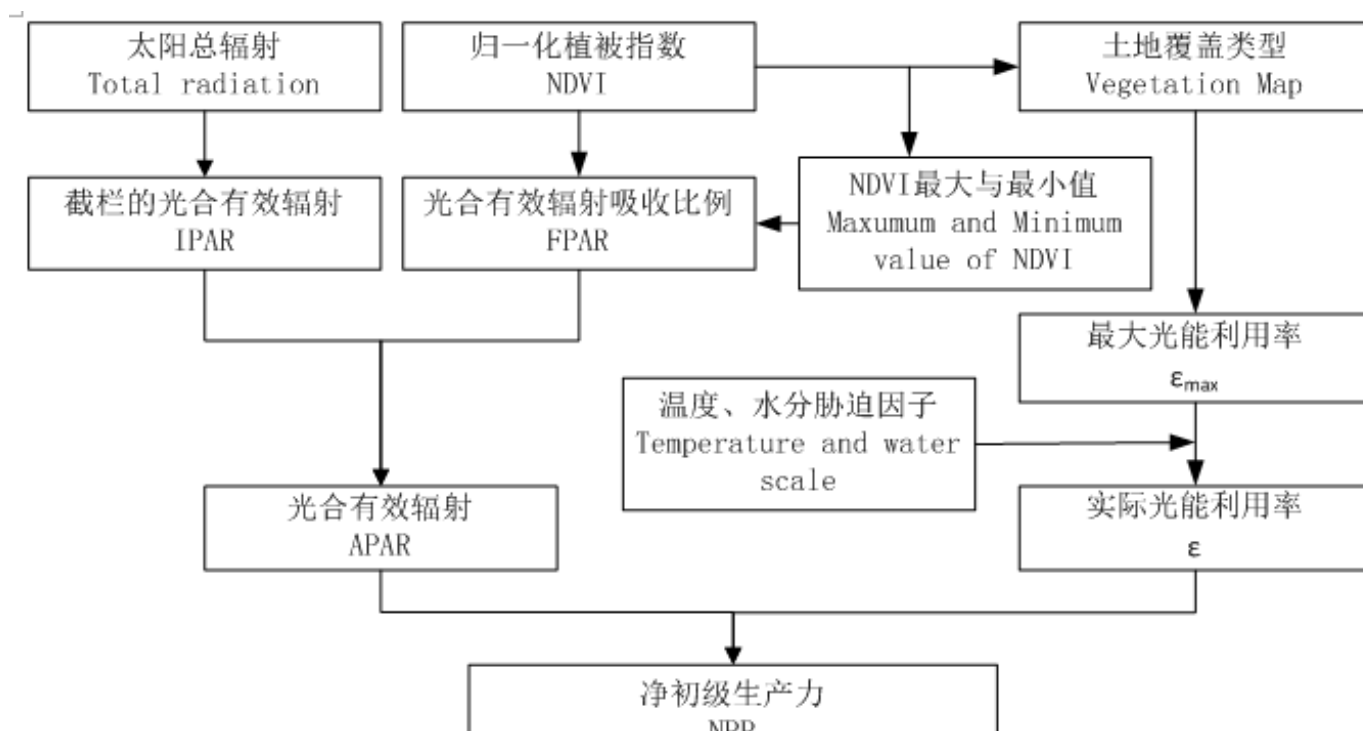 太阳总辐射
Total radiation
归一化植被指数
NDVI
土地覆盖类型
Vegetation Map
截栏的光合有效辐射
IPAR
光合有效辐射吸收比例
FPAR
NDVI最大与最小值
Maxumum and Minimum
value of NDVI
最大光能利用率
εmax
温度、水分胁迫因子
Temperature and water
scale
光合有效辐射
APAR
实际光能利用率
ε
净初级生产力
NPP